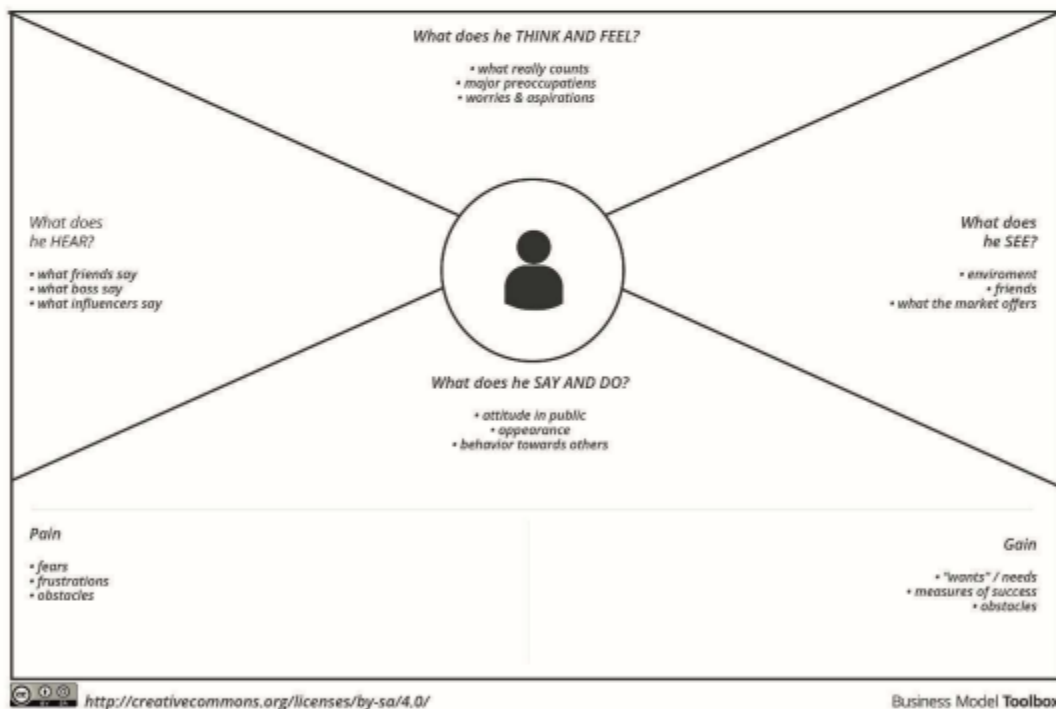 What does he THINK AND FEEL?
• what really counts
• major preoccupatiens
• worries & aspirations
What does
he HEAR?
• what friends say
• what boss say
• what influencers say
What does
he SEE?
• enviroment
• friends
• what the market offers
What does he SAY AND DO?
• attitude in public
• appearance
• behavior towards others
Pain
• fears
• frustrations
• obstacles
Gain
• "wants" / needs
• measures of success
• obstacles
http://creativecommons.org/licenses/by-sa/4.0/
Business Model Toolbox